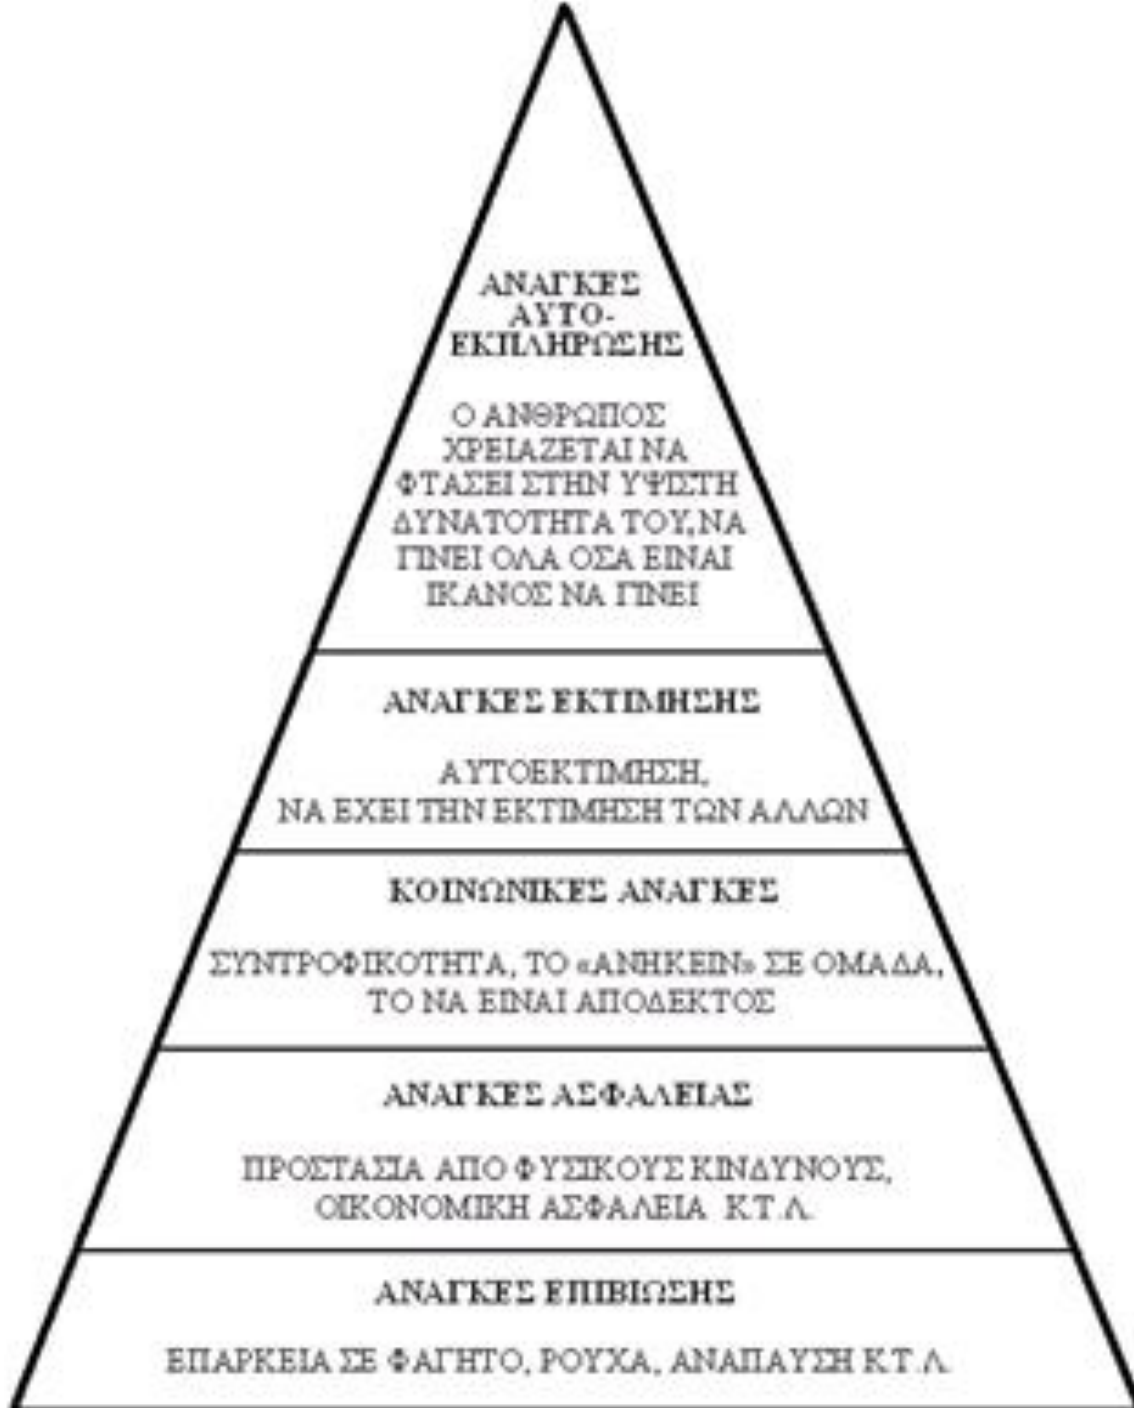 ΑΝΑΓΚΕΣ
ΑΥΤΟ-
ΕΚΠΛΗΡΩΣΗΣ
Ο ΑΝΘΡΩΠΟΣ
ΧΡΕΙΑΖΕΤΑΙ ΝΑ
ΦΤΑΣΕΙ ΣΤΗΝ ΥΨΙΣΤΗ
ΔΥΝΑΤΟΤΗΤΑ ΤΟΥ, ΝΑ
ΓΙΝΕΙ ΟΛΑ ΟΣΑ ΕΙΝΑΙ
ΙΚΑΝΟΣ ΝΑ ΓΙΝΕΙ
ΑΝΑΓΚΕΣ ΕΚΤΙΜΗΣΗΣ
ΑΥΤΟΕΚΤΙΜΗΣΗ,
ΝΑ ΕΧΕΙ ΤΗΝ ΕΚΤΙΜΗΣΗ ΤΩΝ ΑΛΛΩΝ
ΚΟΙΝΩΝΙΚΕΣ ΑΝΑΓΚΕΣ
ΣΥΝΤΡΟΦΙΚΟΤΗΤΑ, ΤΟ «ΑΝΗΚΕΙΝ» ΣΕ ΟΜΑΔΑ,
ΤΟ ΝΑ ΕΙΝΑΙ ΑΠΟΔΕΚΤΟΣ
ΑΝΑΓΚΕΣ ΑΣΦΑΛΕΙΑΣ
ΠΡΟΣΤΑΣΙΑ ΑΠΟ ΦΥΣΙΚΟΥΣ ΚΙΝΔΥΝΟΥΣ,
ΟΙΚΟΝΟΜΙΚΗ ΑΣΦΑΛΕΙΑ Κ.Τ.Λ.
ΑΝΑΓΚΕΣ ΕΠΙΒΙΩΣΗΣ
ΕΠΑΡΚΕΙΑ ΣΕ ΦΑΓΗΤΟ, ΡΟΥΧΑ, ΑΝΑΠΑΥΣΗ Κ.Τ.Λ.